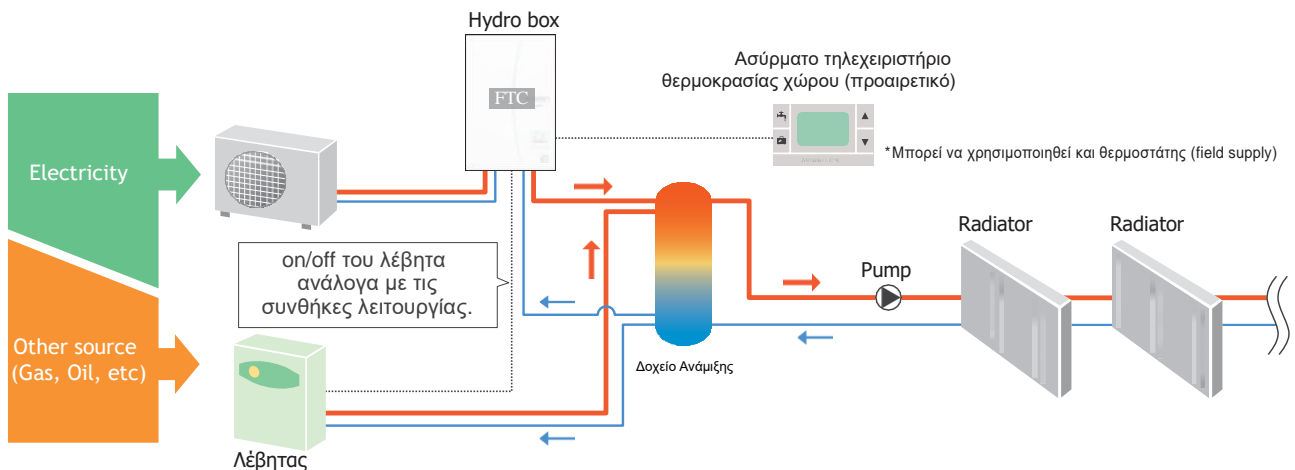 Hydro box
FTC
Ασύρματο τηλεχειριστήριο
θερμοκρασίας χώρου (προαιρετικό)
*Μπορεί να χρησιμοποιηθεί και θερμοστάτης (field supply)
Electricity
on/off του λέβητα
ανάλογα με τις
συνθήκες λειτουργίας.
Radiator
Radiator
Pump
Other source
(Gas, Oil, etc)
Δοχείο Ανάμιξης
Λέβητας